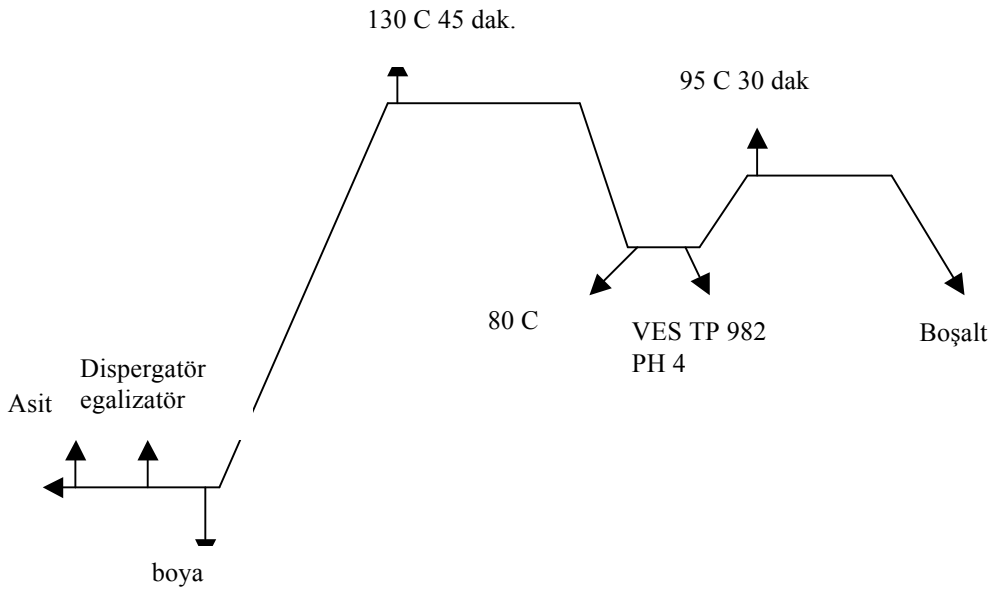 130 C 45 dak.
95 C 30 dak
80 C
VES TP 982
PH 4
Boşalt
Dispergatör
egalizatör
Asit
boya